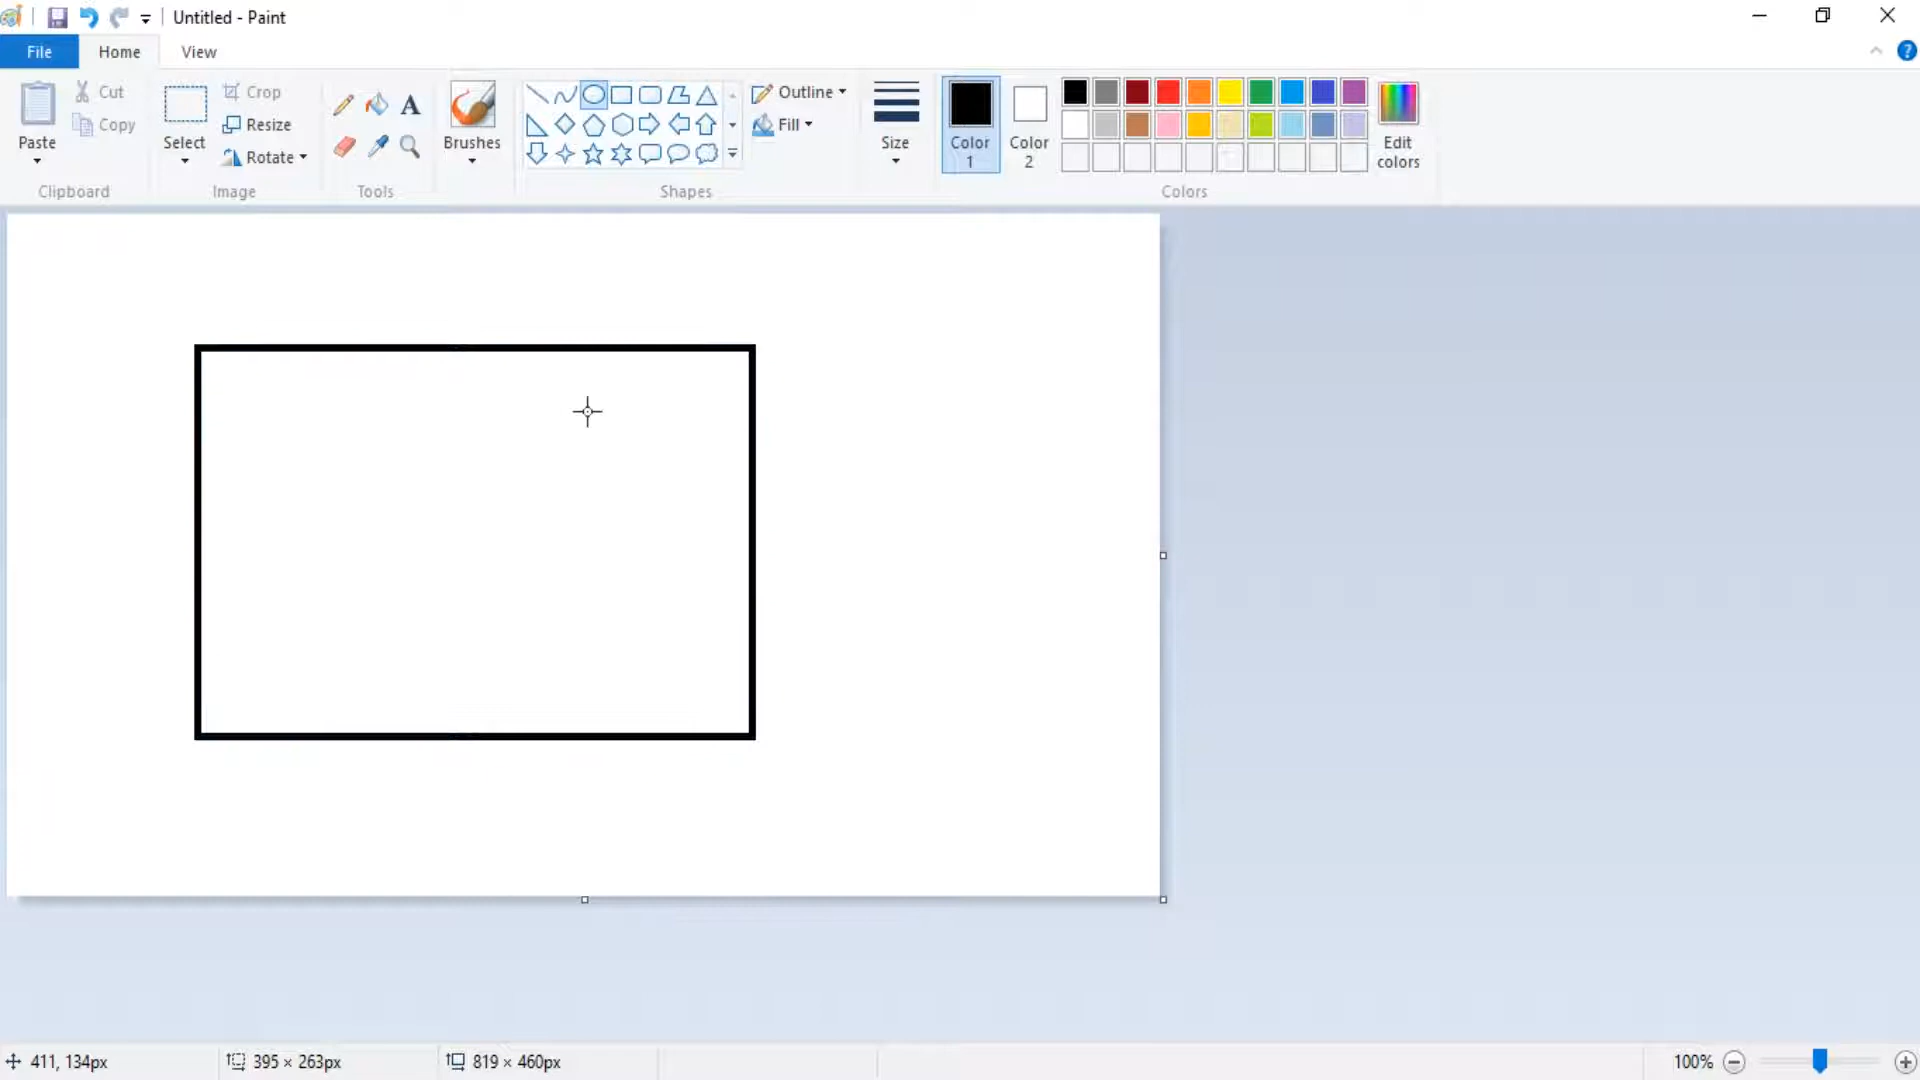 Untitled - Paint
File Home View
Paste
Cut
Copy
Clipboard
Select
Crop
Resize
Rotate
Image
A
Tools
Brushes
Shapes
Outline
Fill
Size
Color 1
Color 2
Colors
Edit colors
?
411, 134px
395 × 263px
819 × 460px
100%